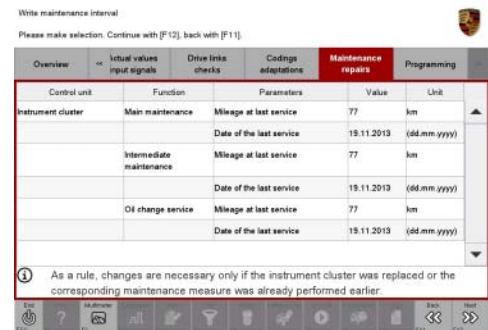 Write maintenance interval
Please make selection. Continue with [F12], back with [F11].
Overview « Actual values input signals Drive links checks Codings adaptations Maintenance repairs Programming
Control unit Function Parameters Value Unit
Instrument cluster Main maintenance Mileage at last service 77 km
Date of the last service 19.11.2013 (dd.mm.yyyy)
Intermediate maintenance Mileage at last service 77 km
Date of the last service 19.11.2013 (dd.mm.yyyy)
Oil change service Mileage at last service 77 km
Date of the last service 19.11.2013 (dd.mm.yyyy)
As a rule, changes are necessary only if the instrument cluster was replaced or the
corresponding maintenance measure was already performed earlier.
End Multimeter Back Next